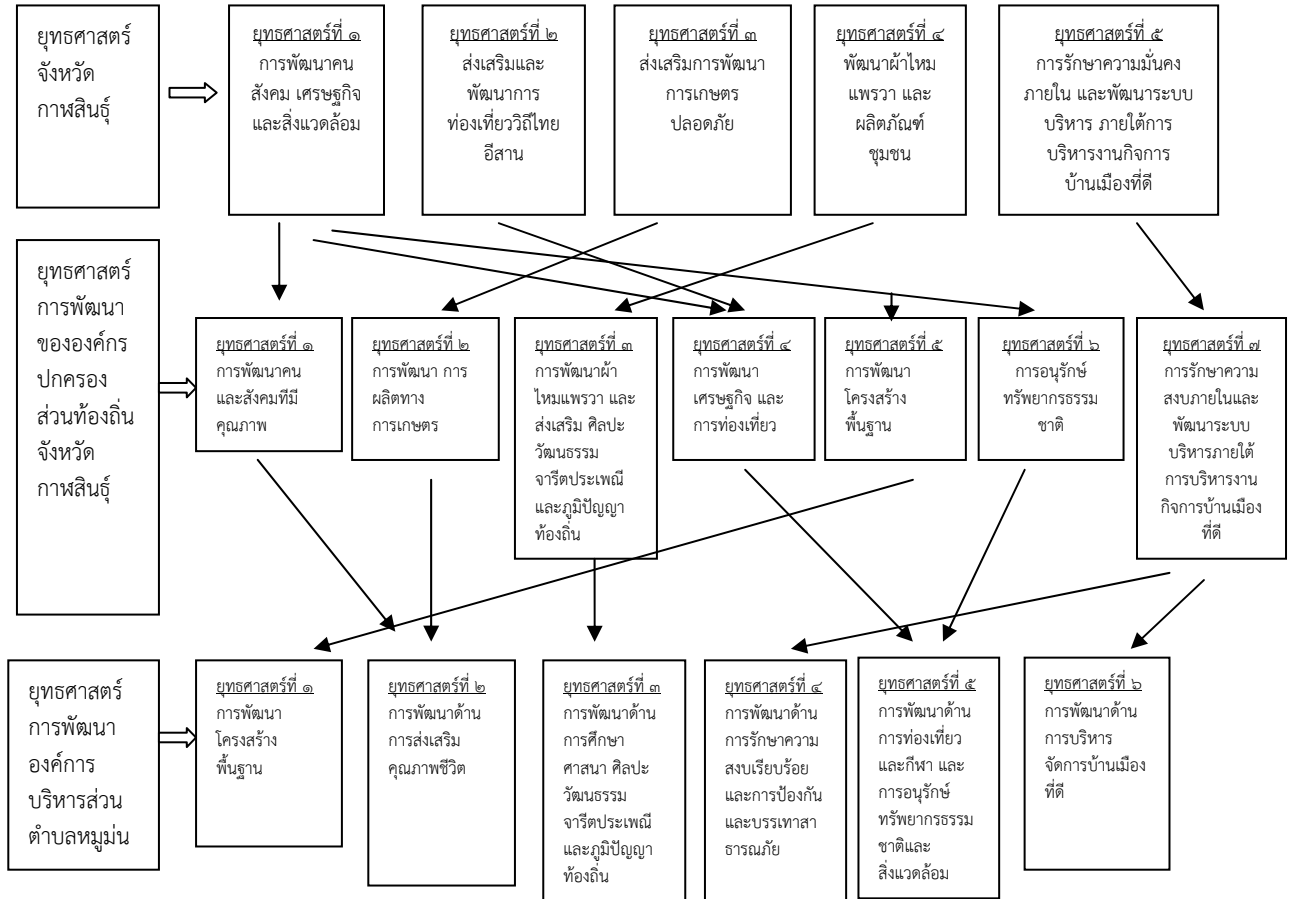 ยุทธศาสตร์
จังหวัด
กาฬสินธุ์
ยุทธศาสตร์ที่ ๑
การพัฒนาคน
สังคม เศรษฐกิจ
และสิ่งแวดล้อม
ยุทธศาสตร์ที่ ๒
ส่งเสริมและ
พัฒนาการ
ท่องเที่ยววิถีไทย
อีสาน
ยุทธศาสตร์ที่ ๓
ส่งเสริมการพัฒนา
การเกษตร
ปลอดภัย
ยุทธศาสตร์ที่ ๔
พัฒนาผ้าไหม
แพรวา และ
ผลิตภัณฑ์
ชุมชน
ยุทธศาสตร์ที่ ๕
การรักษาความมั่นคง
ภายใน และพัฒนาระบบ
บริหาร ภายใต้การ
บริหารงานกิจการ
บ้านเมืองที่ดี
ยุทธศาสตร์
การพัฒนา
ขององค์กร
ปกครอง
ส่วนท้องถิ่น
จังหวัด
กาฬสินธุ์
ยุทธศาสตร์ที่ ๑
การพัฒนาคน
และสังคมที่มี
คุณภาพ
ยุทธศาสตร์ที่ ๒
การพัฒนา การ
ผลิตทาง
การเกษตร
ยุทธศาสตร์ที่ ๓
การพัฒนาผ้า
ไหมแพรวา และ
ส่งเสริม ศิลปะ
วัฒนธรรม
จารีตประเพณี
และภูมิปัญญา
ท้องถิ่น
ยุทธศาสตร์ที่ ๔
การพัฒนา
เศรษฐกิจ และ
การท่องเที่ยว
ยุทธศาสตร์ที่ ๕
การพัฒนา
โครงสร้าง
พื้นฐาน
ยุทธศาสตร์ที่ ๖
การอนุรักษ์
ทรัพยากรธรรม
ชาติ
ยุทธศาสตร์ที่ ๗
การรักษาความ
สงบภายในและ
พัฒนาระบบ
บริหารภายใต้
การบริหารงาน
กิจการบ้านเมือง
ที่ดี
ยุทธศาสตร์
การพัฒนา
องค์การ
บริหารส่วน
ตำบลหมูม่น
ยุทธศาสตร์ที่ ๑
การพัฒนา
โครงสร้าง
พื้นฐาน
ยุทธศาสตร์ที่ ๒
การพัฒนาด้าน
การส่งเสริม
คุณภาพชีวิต
ยุทธศาสตร์ที่ ๓
การพัฒนาด้าน
การศึกษา
ศาสนา ศิลปะ
วัฒนธรรม
จารีตประเพณี
และภูมิปัญญา
ท้องถิ่น
ยุทธศาสตร์ที่ ๔
การพัฒนาด้าน
การรักษาความ
สงบเรียบร้อย
และการป้องกัน
และบรรเทาสา
ธารณภัย
ยุทธศาสตร์ที่ ๕
การพัฒนาด้าน
การท่องเที่ยว
และกีฬา และ
การอนุรักษ์
ทรัพยากรธรรม
ชาติและ
สิ่งแวดล้อม
ยุทธศาสตร์ที่ ๖
การพัฒนาด้าน
การบริหาร
จัดการบ้านเมือง
ที่ดี